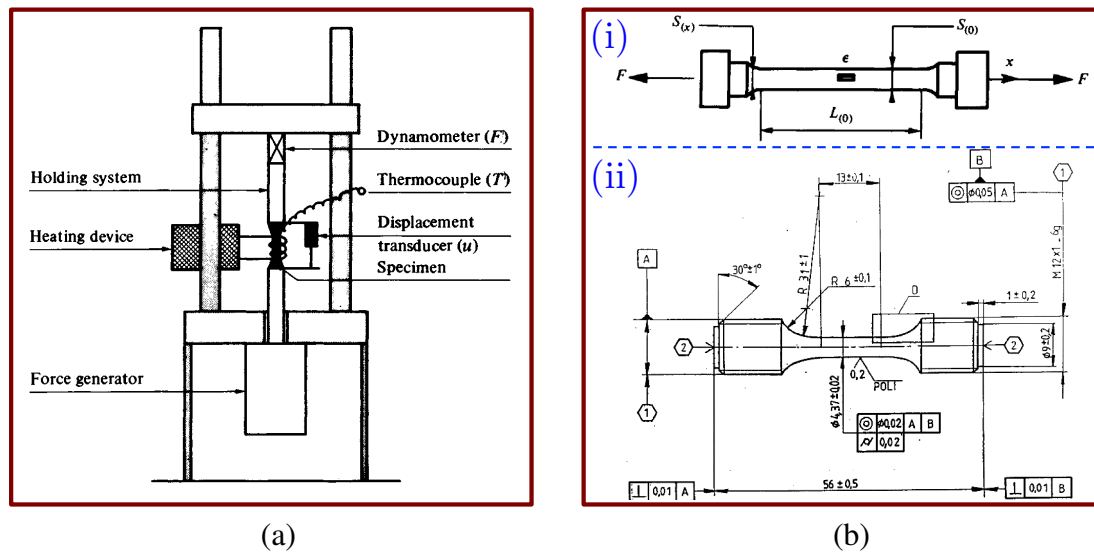 Dynamometer (F)
Holding system
Thermocouple (T)
Heating device
Displacement
transducer (u)
Specimen
Force generator
(a)
(i)
S(x)
S(0)
ϵ
F
x
F
L(0)
(ii)
B
◎ φ0,05 A
1
13±0,1
A
30°±1°
R 31±1
R 6 ±0,1
D
M 12x1 _ 6g
1±0,2
2
2
φ9±0,2
0,2
POLI
φ4,37±0,02
1
◎ φ0,02 A B
⌭ 0,02
⊥ 0,01 A
56 ±0,5
⊥ 0,01 B
(b)